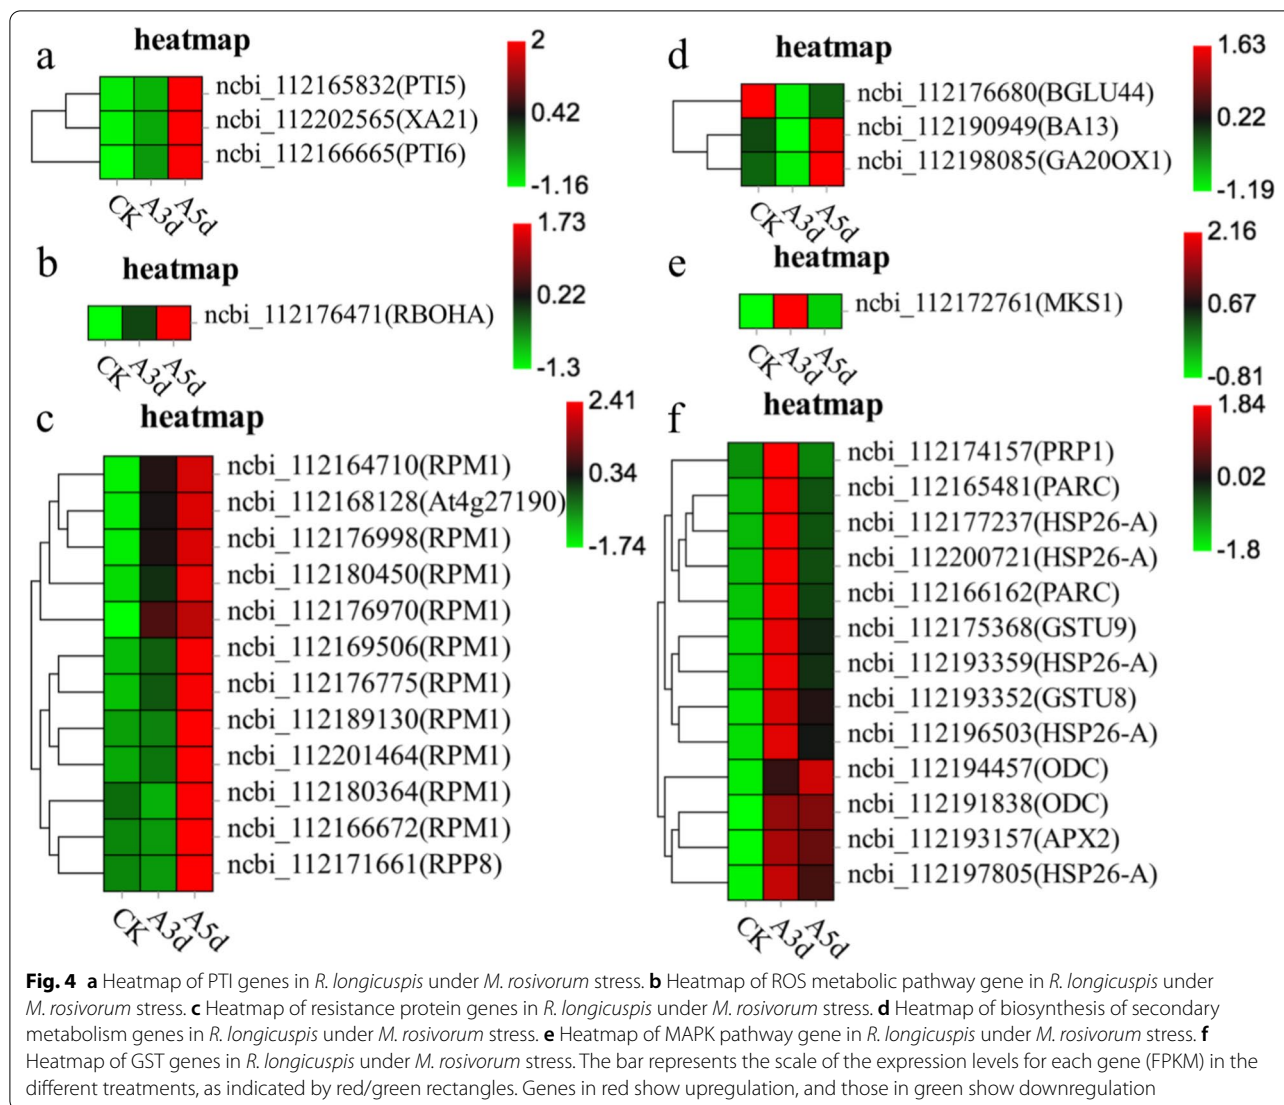 a
heatmap
ncbi_112165832(PTI5)
ncbi_112202565(XA21)
ncbi_112166665(PTI6)
CK A3d A5d
2
0.42
-1.16
b
heatmap
ncbi_112176471(RBOHA)
CK A3d A5d
1.73
0.22
-1.3
c
heatmap
ncbi_112164710(RPM1)
ncbi_112168128(At4g27190)
ncbi_112176998(RPM1)
ncbi_112180450(RPM1)
ncbi_112176970(RPM1)
ncbi_112169506(RPM1)
ncbi_112176775(RPM1)
ncbi_112189130(RPM1)
ncbi_112201464(RPM1)
ncbi_112180364(RPM1)
ncbi_112166672(RPM1)
ncbi_112171661(RPP8)
CK A3d A5d
2.41
0.34
-1.74
d
heatmap
ncbi_112176680(BGLU44)
ncbi_112190949(BA13)
ncbi_112198085(GA20OX1)
CK A3d A5d
1.63
0.22
-1.19
e
heatmap
ncbi_112172761(MKS1)
CK A3d A5d
2.16
0.67
-0.81
f
heatmap
ncbi_112174157(PRP1)
ncbi_112165481(PARC)
ncbi_112177237(HSP26-A)
ncbi_112200721(HSP26-A)
ncbi_112166162(PARC)
ncbi_112175368(GSTU9)
ncbi_112193359(HSP26-A)
ncbi_112193352(GSTU8)
ncbi_112196503(HSP26-A)
ncbi_112194457(ODC)
ncbi_112191838(ODC)
ncbi_112193157(APX2)
ncbi_112197805(HSP26-A)
CK A3d A5d
1.84
0.02
-1.8
Fig. 4 a Heatmap of PTI genes in R. longicuspis under M. rosivorum stress. b Heatmap of ROS metabolic pathway gene in R. longicuspis under
M. rosivorum stress. c Heatmap of resistance protein genes in R. longicuspis under M. rosivorum stress. d Heatmap of biosynthesis of secondary
metabolism genes in R. longicuspis under M. rosivorum stress. e Heatmap of MAPK pathway gene in R. longicuspis under M. rosivorum stress. f
Heatmap of GST genes in R. longicuspis under M. rosivorum stress. The bar represents the scale of the expression levels for each gene (FPKM) in the
different treatments, as indicated by red/green rectangles. Genes in red show upregulation, and those in green show downregulation